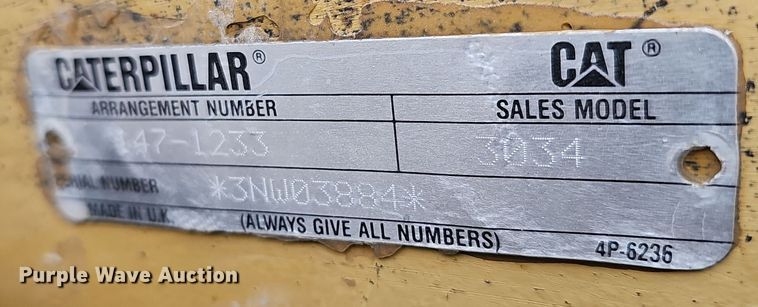 CATERPILLAR® CAT®
ARRANGEMENT NUMBER SALES MODEL
147-1233 3034
SERIAL NUMBER *3NW03884*
MADE IN U.K. (ALWAYS GIVE ALL NUMBERS) 4P-6236
Purple Wave Auction